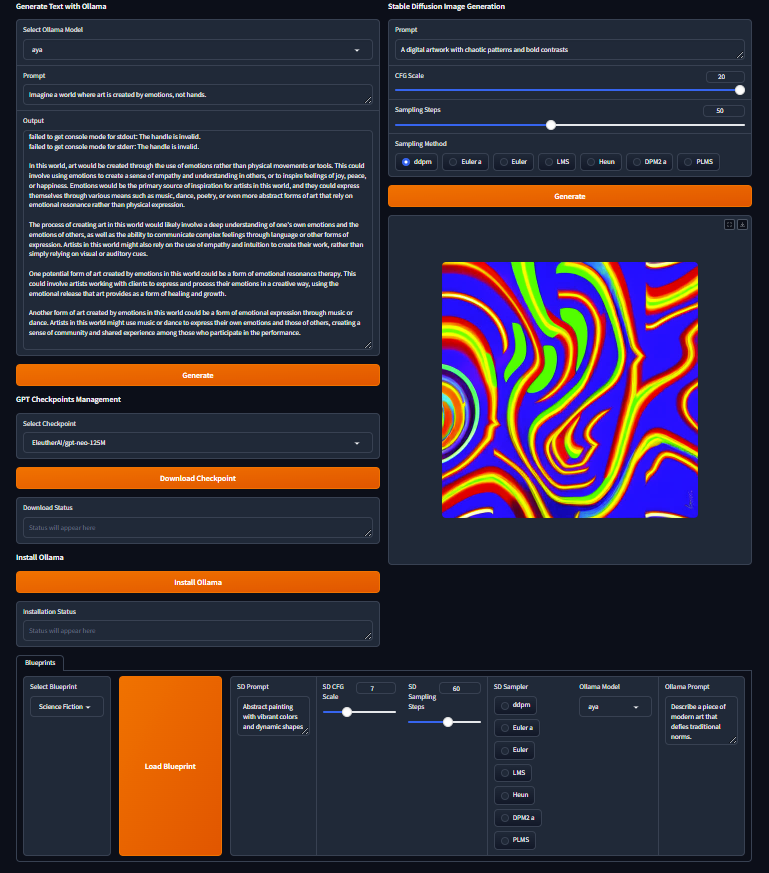 Generate Text with Ollama
Select Ollama Model
aya
Prompt
Imagine a world where art is created by emotions, not hands.
Output
failed to get console mode for stdout: The handle is invalid.
failed to get console mode for stderr: The handle is invalid.
In this world, art would be created through the use of emotions rather than physical movements or tools. This could
involve using emotions to create a sense of empathy and understanding in others, or to inspire feelings of joy, peace,
or happiness. Emotions would be the primary source of inspiration for artists in this world, and they could express
themselves through various means such as music, dance, poetry, or even more abstract forms of art that rely on
emotional resonance rather than physical expression.
The process of creating art in this world would likely involve a deep understanding of one's own emotions and the
emotions of others, as well as the ability to communicate complex feelings through language or other forms of
expression. Artists in this world might also rely on the use of empathy and intuition to create their work, rather than
simply relying on visual or auditory cues.
One potential form of art created by emotions in this world could be a form of emotional resonance therapy. This
could involve artists working with clients to express and process their emotions in a creative way, using the
emotional release that art provides as a form of healing and growth.
Another form of art created by emotions in this world could be a form of emotional expression through music or
dance. Artists in this world might use music or dance to express their own emotions and those of others, creating a
sense of community and shared experience among those who participate in the performance.
Generate
GPT Checkpoints Management
Select Checkpoint
EleutherAI/gpt-neo-125M
Download Checkpoint
Download Status
Status will appear here
Install Ollama
Install Ollama
Installation Status
Status will appear here
Stable Diffusion Image Generation
Prompt
A digital artwork with chaotic patterns and bold contrasts
CFG Scale
20
Sampling Steps
50
Sampling Method
ddpm Euler a Euler LMS Heun DPM2 a PLMS
Generate
Blueprints
Select Blueprint
Science Fiction
Load Blueprint
SD Prompt
Abstract painting
with vibrant colors
and dynamic shapes
SD CFG
Scale
7
SD
Sampling
Steps
60
SD Sampler
ddpm
Euler a
Euler
LMS
Heun
DPM2 a
PLMS
Ollama Model
aya
Ollama Prompt
Describe a piece of
modern art that
defies traditional
norms.